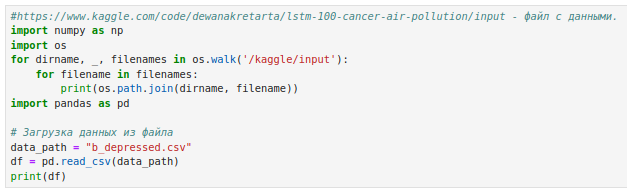 #https://www.kaggle.com/code/dewanakretarta/lstm-100-cancer-air-pollution/input - файл с данными.
import numpy as np
import os
for dirname, _, filenames in os.walk('/kaggle/input'):
    for filename in filenames:
        print(os.path.join(dirname, filename))
import pandas as pd

# Загрузка данных из файла
data_path = "b_depressed.csv"
df = pd.read_csv(data_path)
print(df)